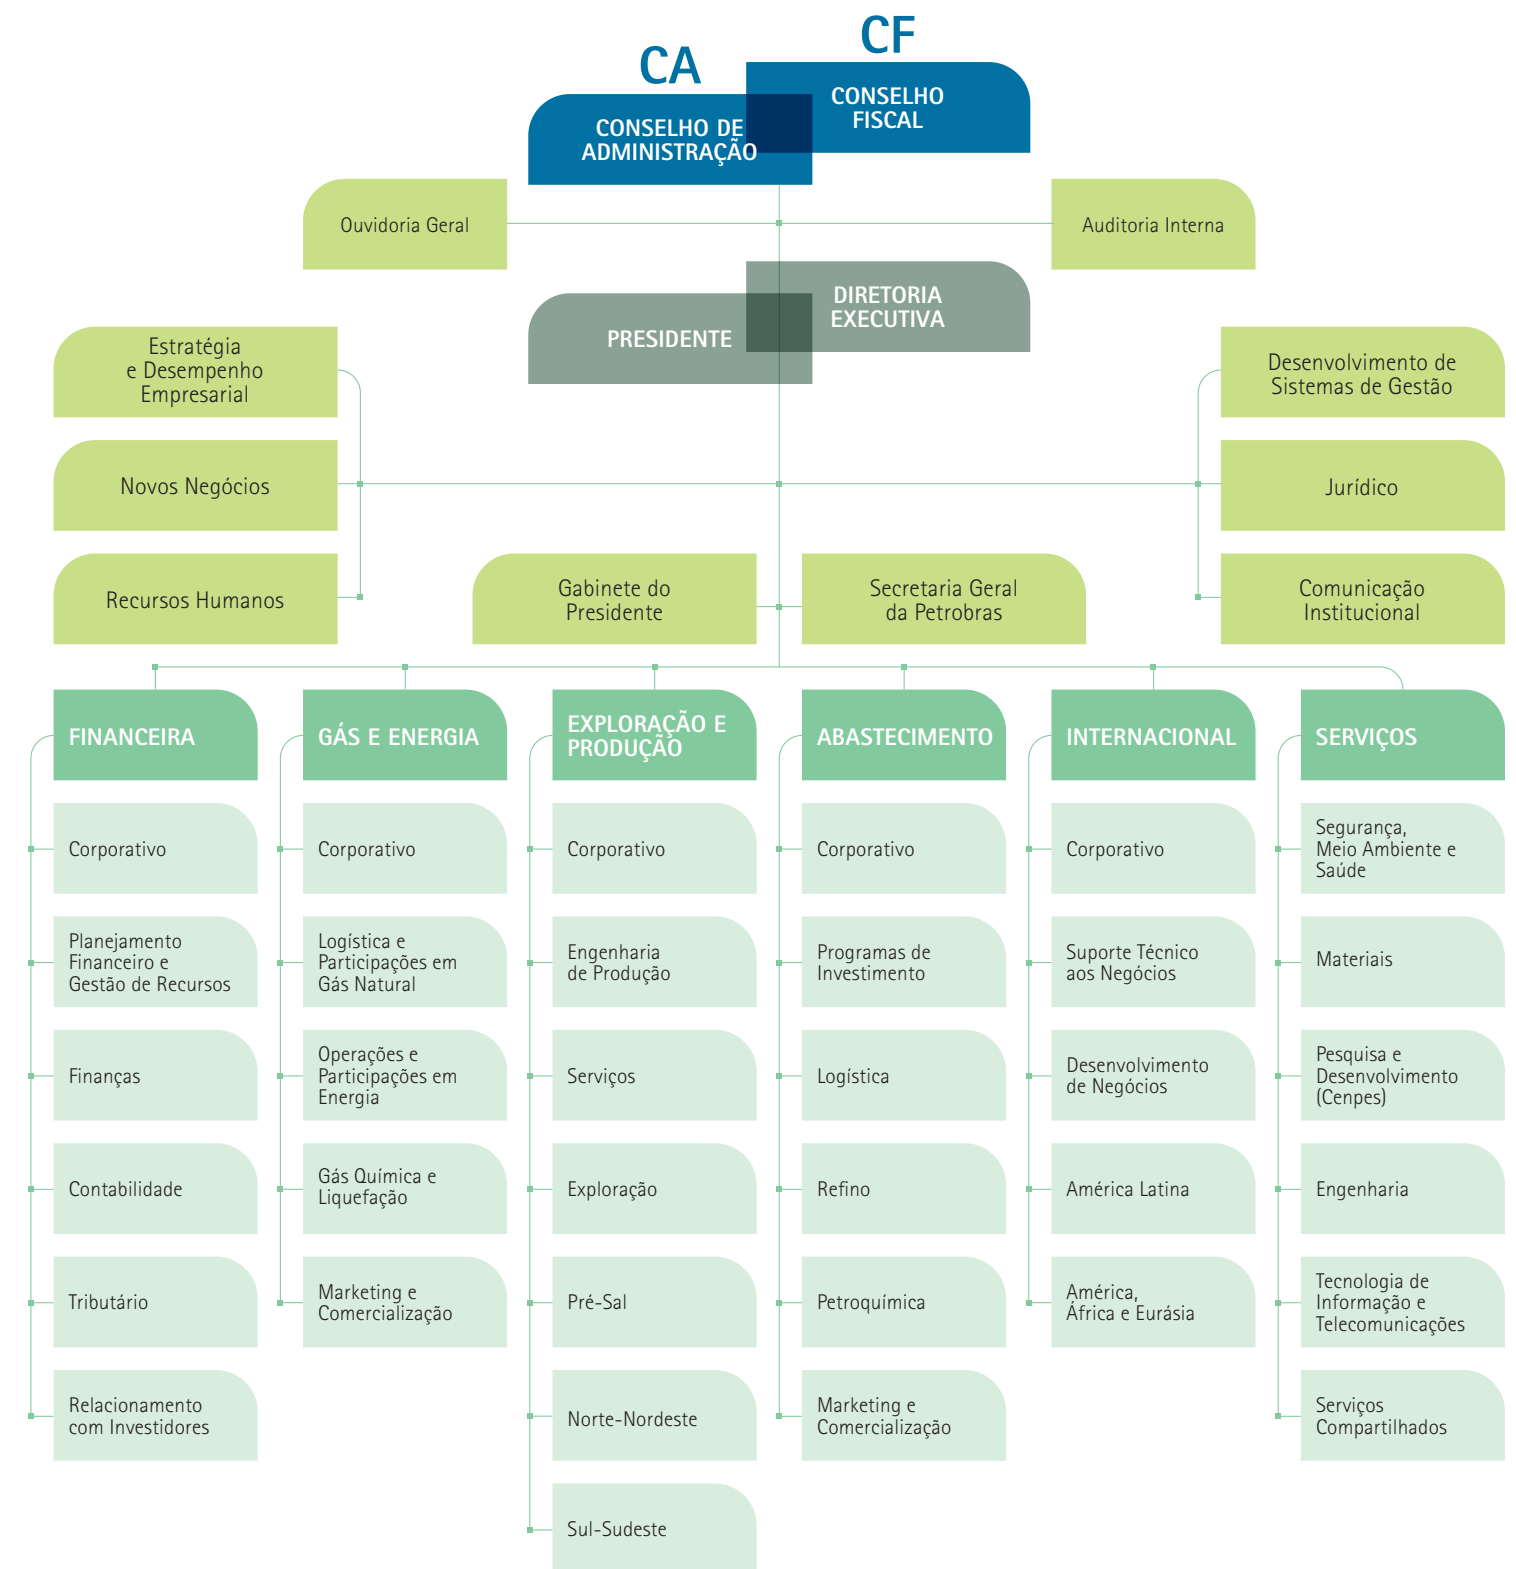 CA
CF
CONSELHO DE
ADMINISTRAÇÃO
CONSELHO
FISCAL
Ouvidoria Geral
Auditoria Interna
PRESIDENTE
DIRETORIA
EXECUTIVA
Estratégia
e Desempenho
Empresarial
Desenvolvimento de
Sistemas de Gestão
Novos Negócios
Jurídico
Recursos Humanos
Gabinete do
Presidente
Secretaria Geral
da Petrobras
Comunicação
Institucional
FINANCEIRA
Corporativo
Planejamento
Financeiro e
Gestão de Recursos
Finanças
Contabilidade
Tributário
Relacionamento
com Investidores
GÁS E ENERGIA
Corporativo
Logística e
Participações em
Gás Natural
Operações e
Participações em
Energia
Gás Química e
Liquefação
Marketing e
Comercialização
EXPLORAÇÃO E
PRODUÇÃO
Corporativo
Engenharia
de Produção
Serviços
Exploração
Pré-Sal
Norte-Nordeste
Sul-Sudeste
ABASTECIMENTO
Corporativo
Programas de
Investimento
Logística
Refino
Petroquímica
Marketing e
Comercialização
INTERNACIONAL
Corporativo
Suporte Técnico
aos Negócios
Desenvolvimento
de Negócios
América Latina
América,
África e Eurásia
SERVIÇOS
Segurança,
Meio Ambiente e
Saúde
Materiais
Pesquisa e
Desenvolvimento
(Cenpes)
Engenharia
Tecnologia de
Informação e
Telecomunicações
Serviços
Compartilhados